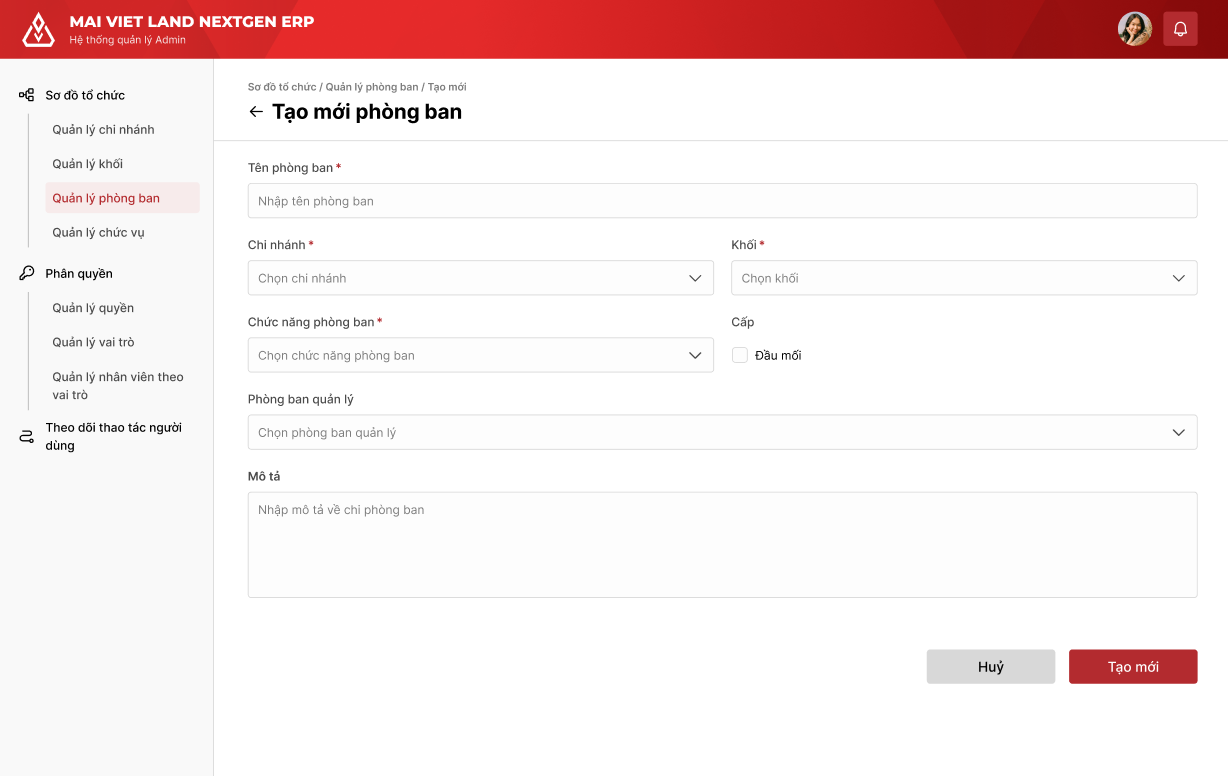 MAI VIET LAND NEXTGEN ERP
Hệ thống quản lý Admin
Sơ đồ tổ chức
Quản lý chi nhánh
Quản lý khối
Quản lý phòng ban
Quản lý chức vụ
Phân quyền
Quản lý quyền
Quản lý vai trò
Quản lý nhân viên theo
vai trò
Theo dõi thao tác người
dùng
Sơ đồ tổ chức / Quản lý phòng ban / Tạo mới
Tạo mới phòng ban
Tên phòng ban *
Nhập tên phòng ban
Chi nhánh *
Khối *
Chọn chi nhánh
Chọn khối
Chức năng phòng ban *
Cấp
Chọn chức năng phòng ban
Đầu mối
Phòng ban quản lý
Chọn phòng ban quản lý
Mô tả
Nhập mô tả về chi phòng ban
Huỷ
Tạo mới